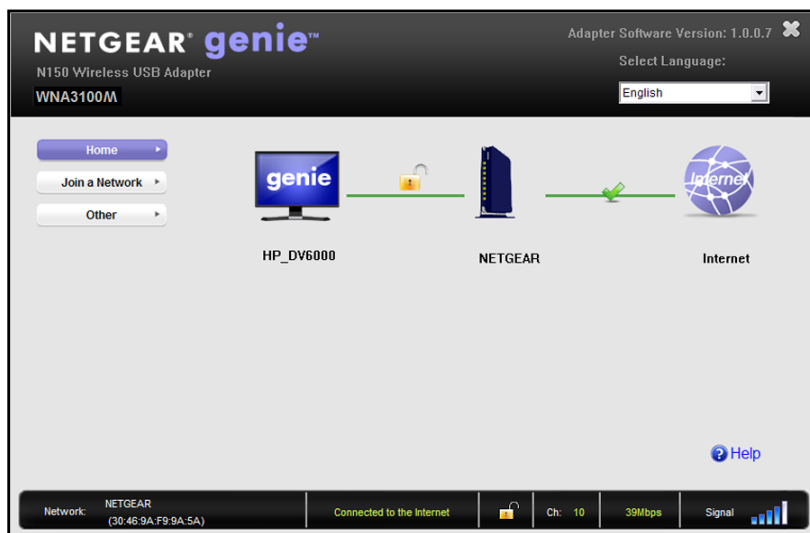 NETGEAR® genie™
Adapter Software Version: 1.0.0.7
N150 Wireless USB Adapter
Select Language:
WNA3100M
English
Home
Join a Network
Other
genie
Internet
HP_DV6000
NETGEAR
Internet
? Help
Network:
NETGEAR
(30:46:9A:F9:9A:5A)
Connected to the Internet
Ch: 10
39Mbps
Signal